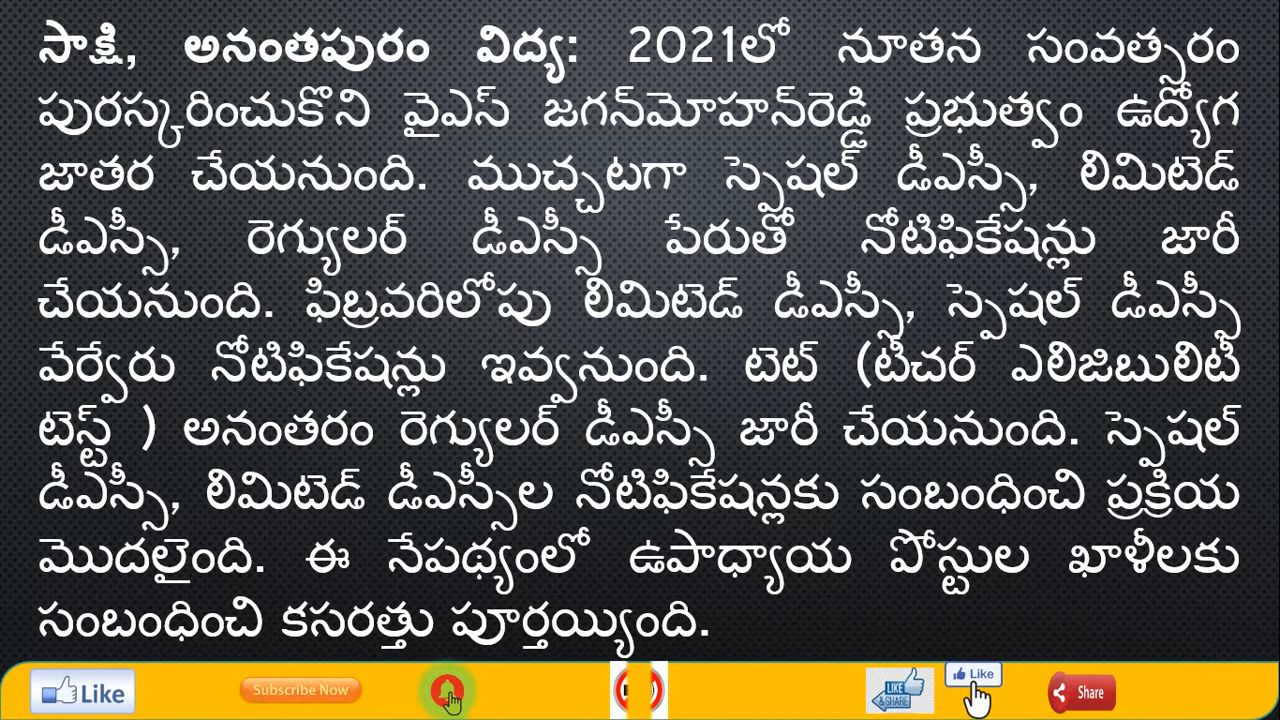 సాక్షి, అనంతపురం విద్య: 2021లో నూతన సంవత్సరం
పురస్కరించుకొని వైఎస్ జగన్‌మోహన్‌రెడ్డి ప్రభుత్వం ఉద్యోగ
జాతర చేయనుంది. ముచ్చటగా స్పెషల్ డీఎస్సీ, లిమిటెడ్
డీఎస్సీ, రెగ్యులర్ డీఎస్సీ పేరుతో నోటిఫికేషన్లు జారీ
చేయనుంది. ఫిబ్రవరిలోపు లిమిటెడ్ డీఎస్సీ, స్పెషల్ డీఎస్సీ
వేర్వేరు నోటిఫికేషన్లు ఇవ్వనుంది. టెట్ (టీచర్ ఎలిజిబులిటీ
టెస్ట్ ) అనంతరం రెగ్యులర్ డీఎస్సీ జారీ చేయనుంది. స్పెషల్
డీఎస్సీ, లిమిటెడ్ డీఎస్సీల నోటిఫికేషన్లకు సంబంధించి ప్రక్రియ
మొదలైంది. ఈ నేపథ్యంలో ఉపాధ్యాయ పోస్టుల ఖాళీలకు
సంబంధించి కసరత్తు పూర్తయ్యింది.
Like Subscribe Now LIKE &SHARE Like Share